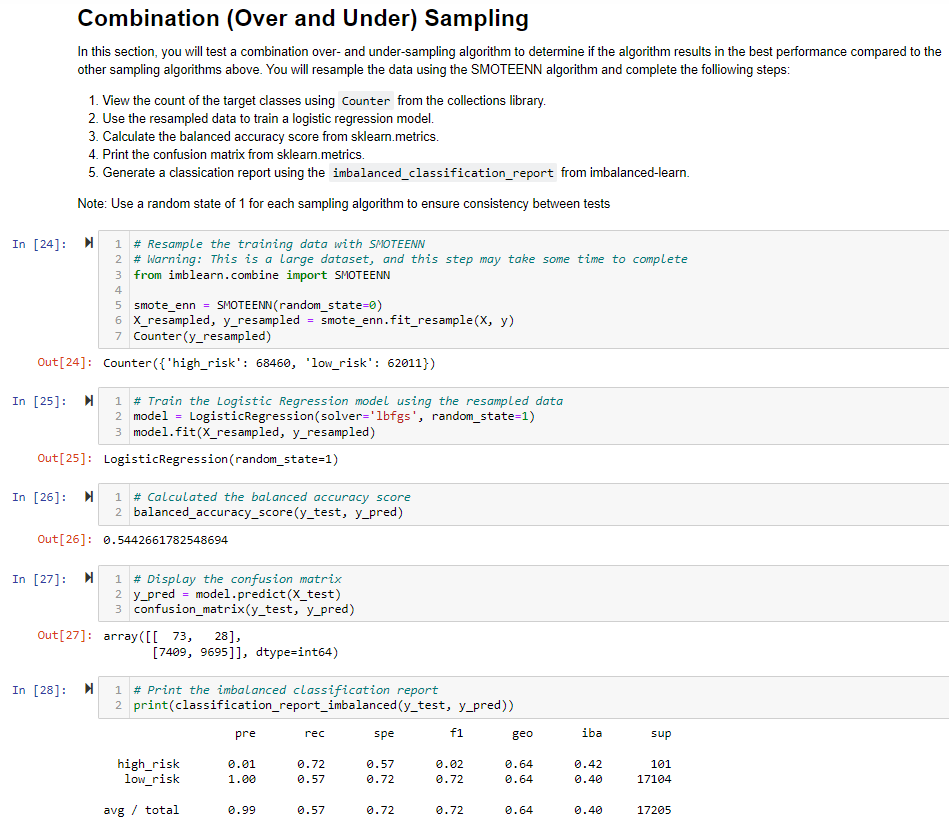 Combination (Over and Under) Sampling
In this section, you will test a combination over- and under-sampling algorithm to determine if the algorithm results in the best performance compared to the
other sampling algorithms above. You will resample the data using the SMOTEENN algorithm and complete the following steps:
1. View the count of the target classes using Counter from the collections library.
2. Use the resampled data to train a logistic regression model.
3. Calculate the balanced accuracy score from sklearn.metrics.
4. Print the confusion matrix from sklearn.metrics.
5. Generate a classication report using the imbalanced_classification_report from imbalanced-learn.
Note: Use a random state of 1 for each sampling algorithm to ensure consistency between tests
In [24]: 1 # Resample the training data with SMOTEENN
2 # Warning: This is a large dataset, and this step may take some time to complete
3 from imblearn.combine import SMOTEENN
4
5 smote_enn = SMOTEENN(random_state=0)
6 X_resampled, y_resampled = smote_enn.fit_resample(X, y)
7 Counter(y_resampled)
Out[24]: Counter({'high_risk': 68460, 'low_risk': 62011})
In [25]: 1 # Train the Logistic Regression model using the resampled data
2 model = LogisticRegression(solver='lbfgs', random_state=1)
3 model.fit(X_resampled, y_resampled)
Out[25]: LogisticRegression(random_state=1)
In [26]: 1 # Calculated the balanced accuracy score
2 balanced_accuracy_score(y_test, y_pred)
Out[26]: 0.5442661782548694
In [27]: 1 # Display the confusion matrix
2 y_pred = model.predict(X_test)
3 confusion_matrix(y_test, y_pred)
Out[27]: array([[  73,   28],
[7409, 9695]], dtype=int64)
In [28]: 1 # Print the imbalanced classification report
2 print(classification_report_imbalanced(y_test, y_pred))
pre rec spe f1 geo iba sup
high_risk 0.01 0.72 0.57 0.02 0.64 0.42 101
low_risk 1.00 0.57 0.72 0.72 0.64 0.40 17104
avg / total 0.99 0.57 0.72 0.72 0.64 0.40 17205